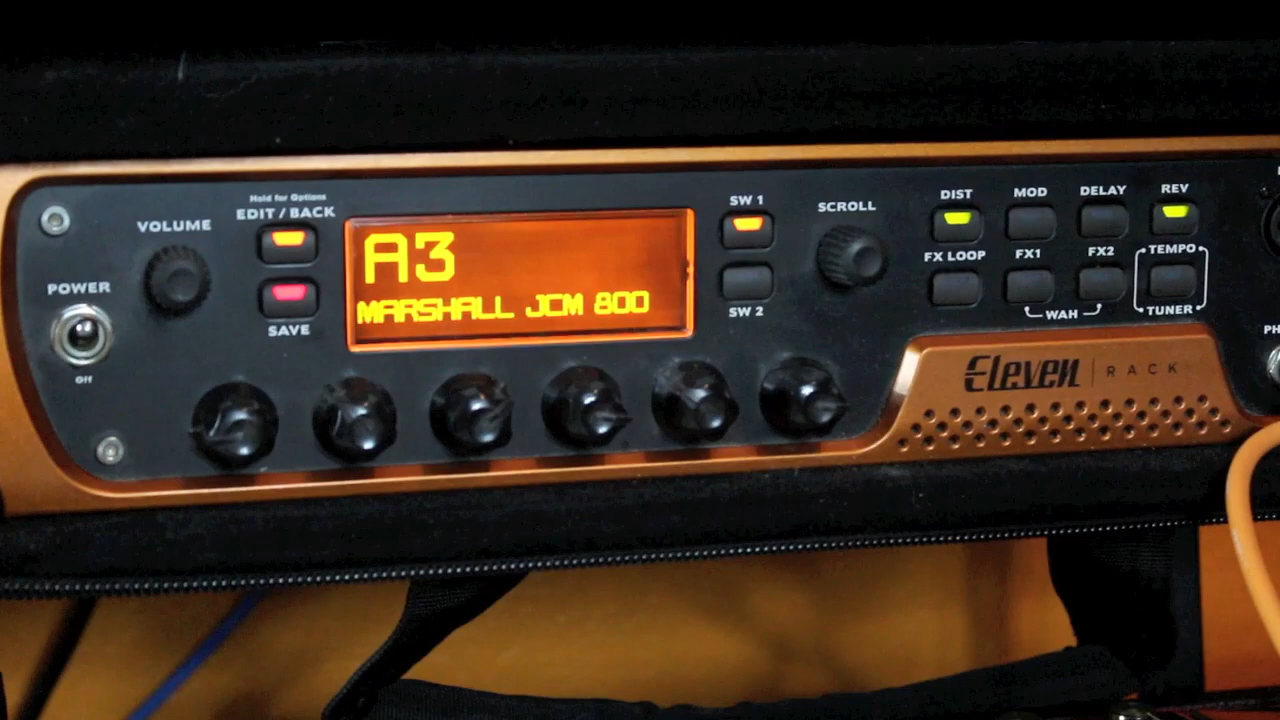 Hold for Options
EDIT / BACK
VOLUME
POWER
Off
SAVE
A3
MARSHALL JCM 800
SW 1
SW 2
SCROLL
DIST MOD DELAY REV
FX LOOP FX1 FX2 TEMPO
WAH TUNER
Eleven | RACK